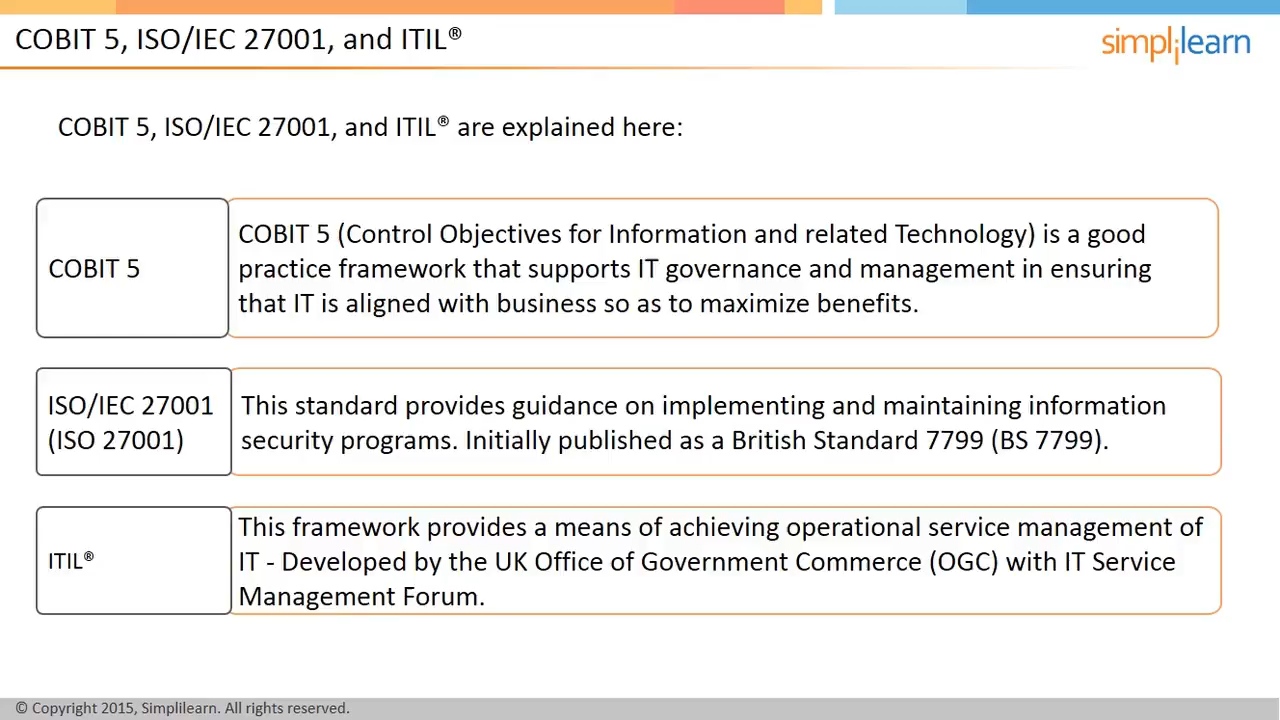 COBIT 5, ISO/IEC 27001, and ITIL®
simplilearn
COBIT 5, ISO/IEC 27001, and ITIL® are explained here:
COBIT 5
COBIT 5 (Control Objectives for Information and related Technology) is a good
practice framework that supports IT governance and management in ensuring
that IT is aligned with business so as to maximize benefits.
ISO/IEC 27001
(ISO 27001)
This standard provides guidance on implementing and maintaining information
security programs. Initially published as a British Standard 7799 (BS 7799).
ITIL®
This framework provides a means of achieving operational service management of
IT - Developed by the UK Office of Government Commerce (OGC) with IT Service
Management Forum.
© Copyright 2015, Simplilearn. All rights reserved.